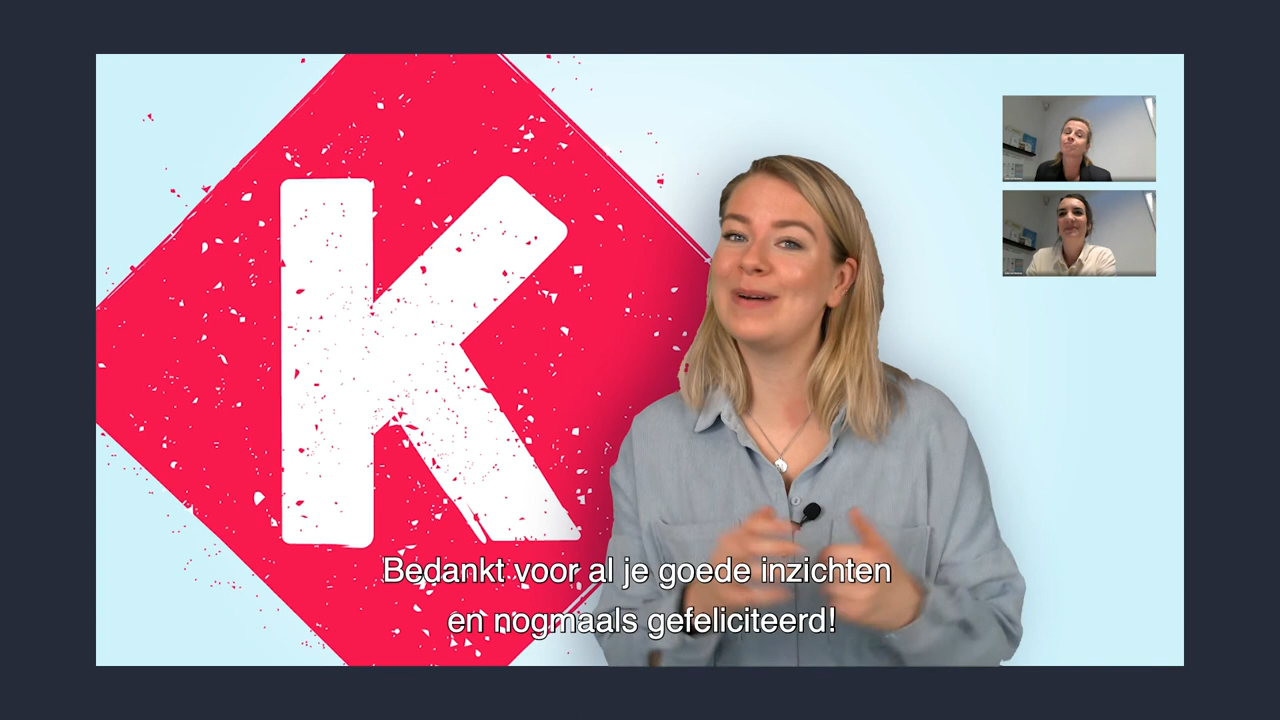 K
Bedankt voor al je goede inzichten
en nogmaals gefeliciteerd!